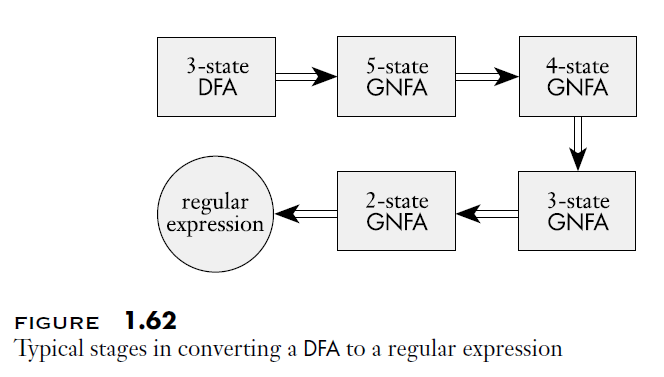 3-state
DFA
5-state
GNFA
4-state
GNFA
3-state
GNFA
2-state
GNFA
regular
expression
FIGURE 1.62
Typical stages in converting a DFA to a regular expression